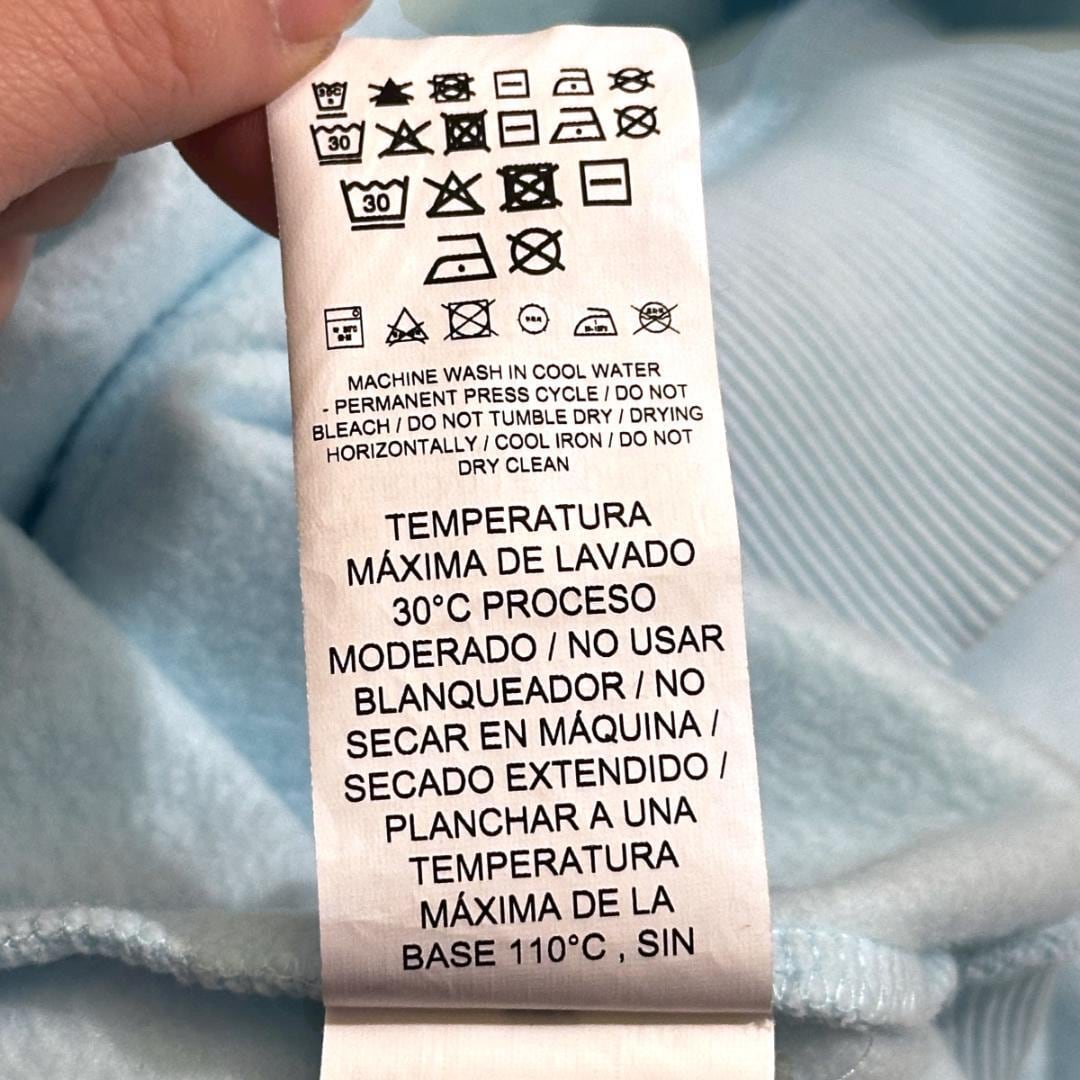 30
30
MACHINE WASH IN COOL WATER
- PERMANENT PRESS CYCLE / DO NOT
BLEACH / DO NOT TUMBLE DRY / DRYING
HORIZONTALLY / COOL IRON / DO NOT
DRY CLEAN
TEMPERATURA
MÁXIMA DE LAVADO
30°C PROCESO
MODERADO / NO USAR
BLANQUEADOR / NO
SECAR EN MÁQUINA /
SECADO EXTENDIDO /
PLANCHAR A UNA
TEMPERATURA
MÁXIMA DE LA
BASE 110°C , SIN